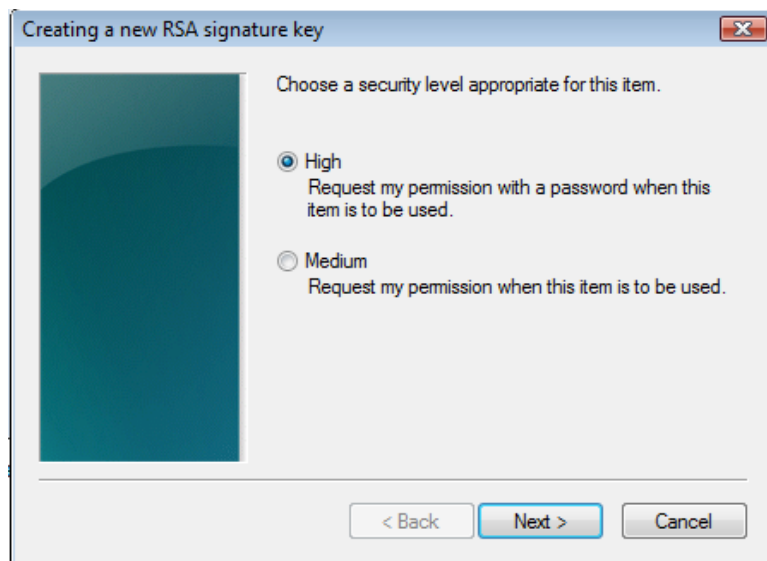 Creating a new RSA signature key
Choose a security level appropriate for this item.
High
Request my permission with a password when this
item is to be used.
Medium
Request my permission when this item is to be used.
< Back
Next >
Cancel